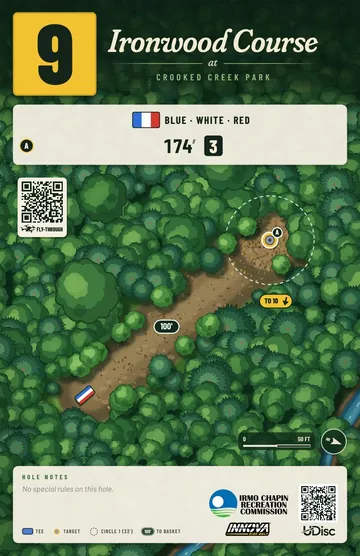 9
Ironwood Course
at
CROOKED CREEK PARK
BLUE · WHITE · RED
A
174' 3
FLY-THROUGH
A
TO 10
100'
0 50 FT
HOLE NOTES
No special rules on this hole.
TEE TARGET CIRCLE 1 (33') 100' TO BASKET
IRMO CHAPIN
RECREATION
COMMISSION
INNOVA
UDisc